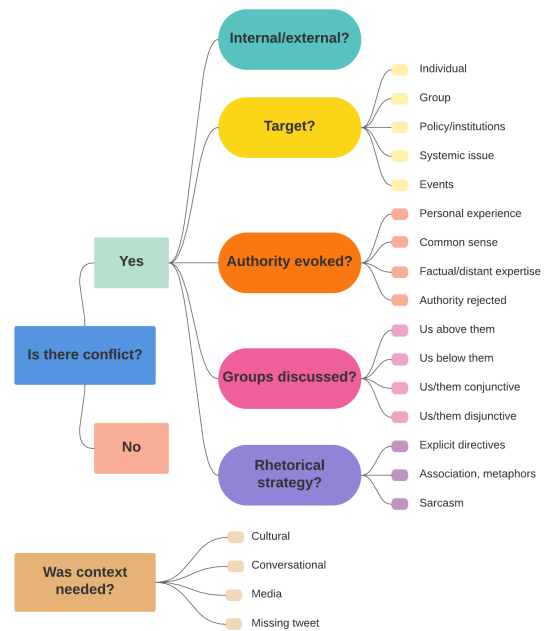 Internal/external?
Target?
Individual
Group
Policy/institutions
Systemic issue
Events
Yes
Authority evoked?
Personal experience
Common sense
Factual/distant expertise
Authority rejected
Is there conflict?
Groups discussed?
Us above them
Us below them
Us/them conjunctive
Us/them disjunctive
No
Rhetorical
strategy?
Explicit directives
Association, metaphors
Sarcasm
Was context
needed?
Cultural
Conversational
Media
Missing tweet